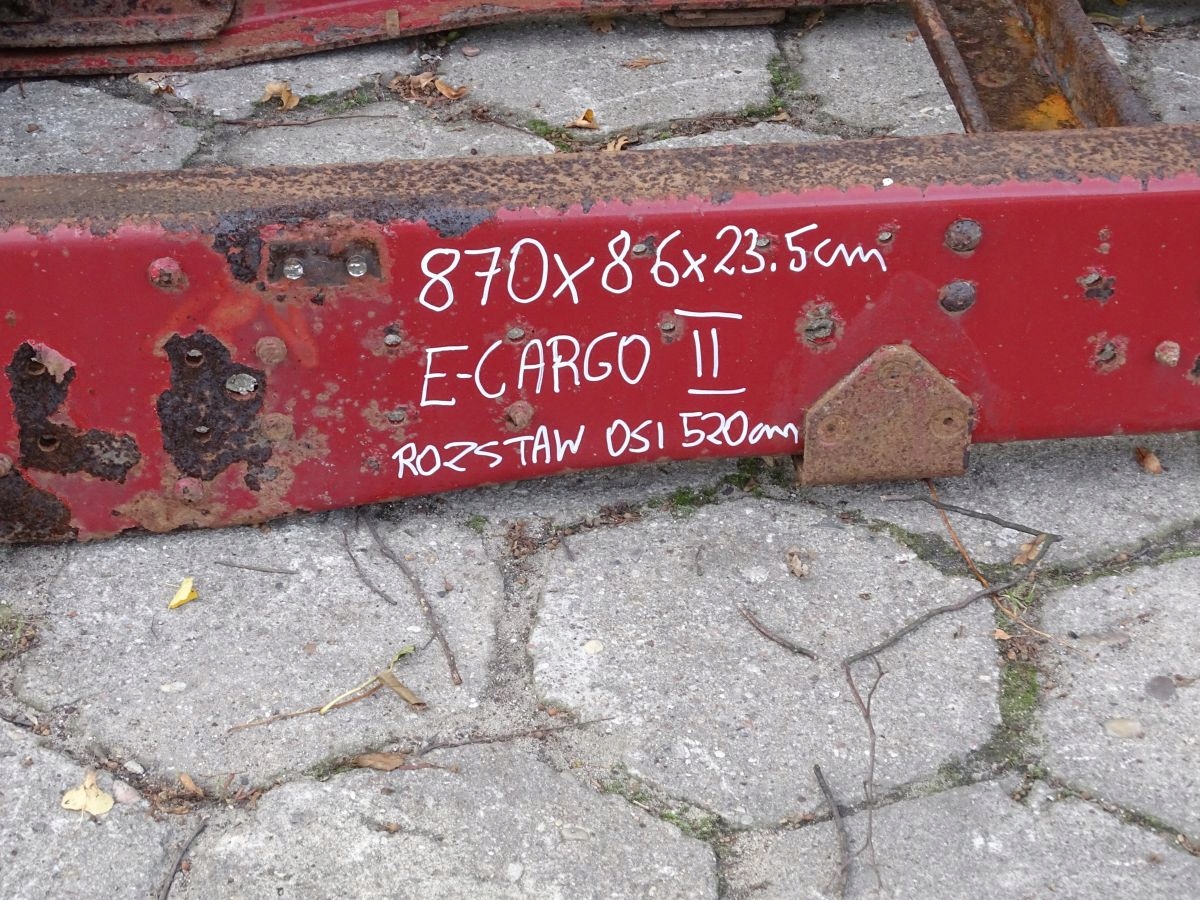 870x86x23.5cm
E-CARGO II
ROZSTAW OSI 520cm